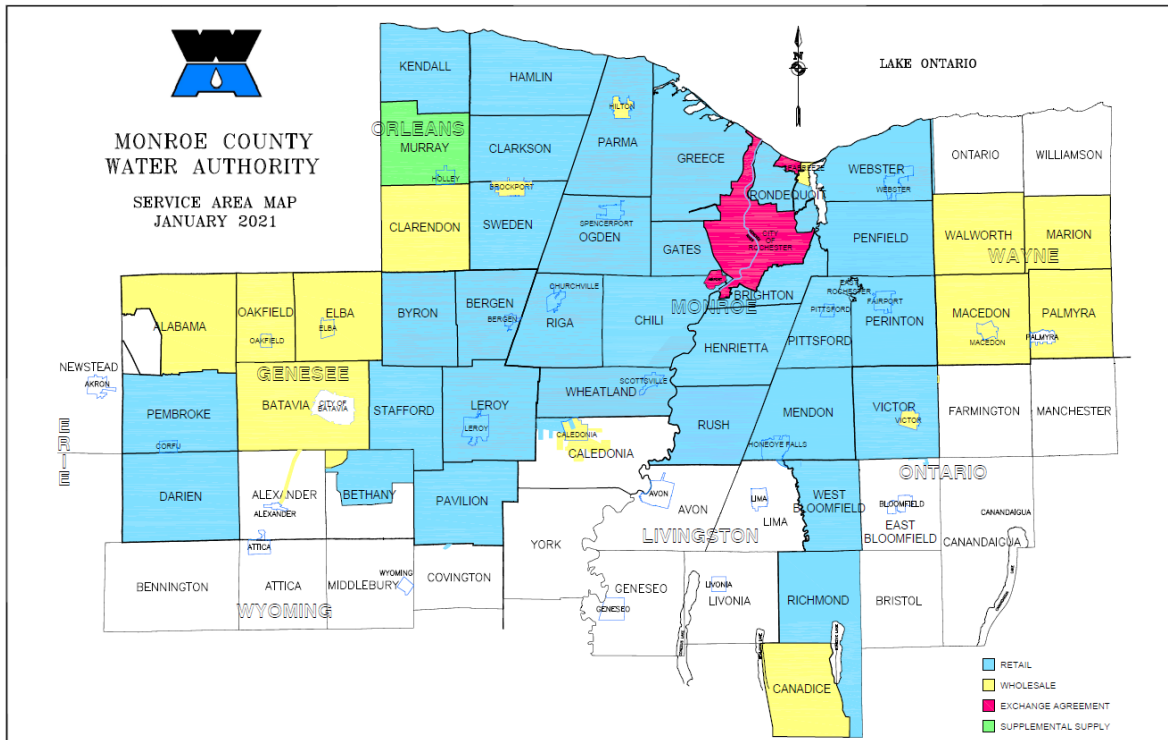 LAKE ONTARIO
N
MONROE COUNTY
WATER AUTHORITY
SERVICE AREA MAP
JANUARY 2021
KENDALL
HAMLIN
HILTON
ORLEANS
MURRAY
HOLLEY
CLARKSON
PARMA
GREECE
BROCKPORT
CLARENDON
SWEDEN
SPENCERPORT
OGDEN
GATES
RONDEQUOIT
WEBSTER
WEBSTER
ONTARIO
WILLIAMSON
CITY
OF
ROCHESTER
PENFIELD
WALWORTH
MARION
WAYNE
ALABAMA
OAKFIELD
OAKFIELD
ELBA
ELBA
BYRON
BERGEN
BERGEN
CHURCHVILLE
RIGA
CHILI
MONROE
BRIGHTON
EAST
ROCHESTER
PITTSFORD
FAIRPORT
PERINTON
MACEDON
MACEDON
PALMYRA
PALMYRA
HENRIETTA
PITTSFORD
NEWSTEAD
AKRON
GENESEE
BATAVIA
CITY OF
BATAVIA
PEMBROKE
CORFU
STAFFORD
LEROY
LEROY
WHEATLAND
SCOTTSVILLE
CALEDONIA
CALEDONIA
RUSH
MENDON
HONEOYE FALLS
VICTOR
VICTOR
FARMINGTON
MANCHESTER
ERIE
DARIEN
ALEXANDER
ALEXANDER
BETHANY
PAVILION
AVON
AVON
LIMA
LIMA
WEST
BLOOMFIELD
ONTARIO
BLOOMFIELD
EAST
BLOOMFIELD
CANANDAIGUA
CANANDAIGUA
LIVINGSTON
YORK
ATTICA
BENNINGTON
ATTICA
MIDDLEBURY
WYOMING
COVINGTON
WYOMING
GENESEO
GENESEO
LIVONIA
LIVONIA
RICHMOND
BRISTOL
CANADICE
RETAIL
WHOLESALE
EXCHANGE AGREEMENT
SUPPLEMENTAL SUPPLY